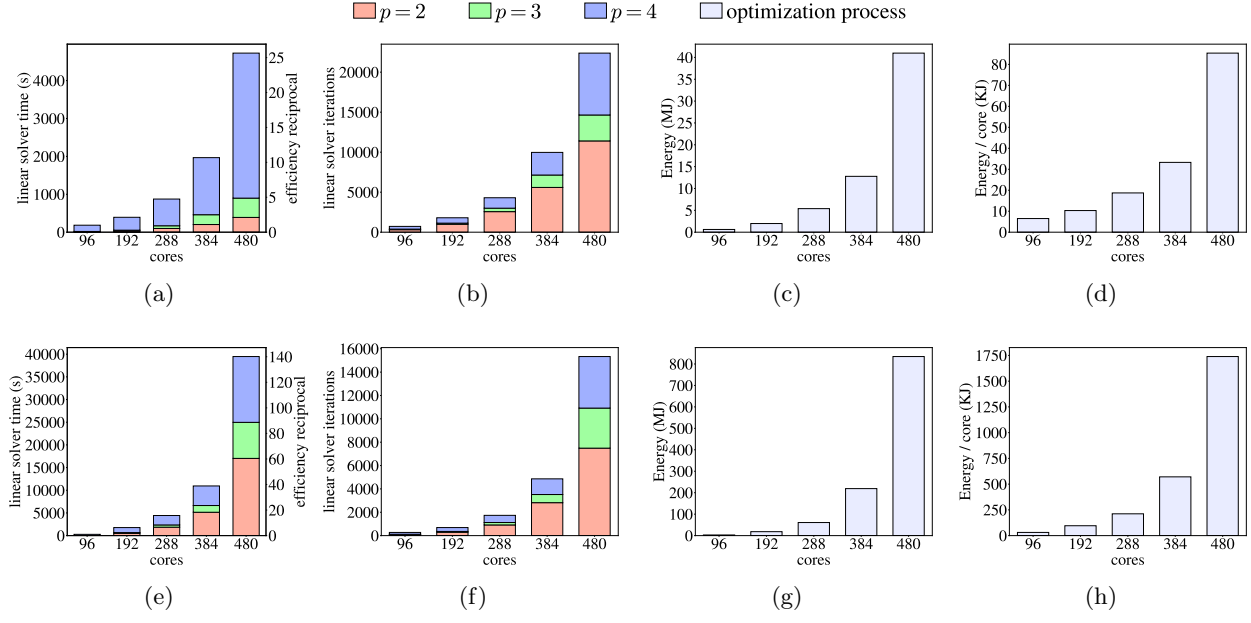 p = 2 p = 3 p = 4 optimization process
linear solver time (s)
0
1000
2000
3000
4000
96 192 288 384 480
cores
0
5
10
15
20
25
efficiency reciprocal
(a)
linear solver iterations
0
5000
10000
15000
20000
96 192 288 384 480
cores
(b)
Energy (MJ)
0
5
10
15
20
25
30
35
40
96 192 288 384 480
cores
(c)
Energy / core (KJ)
0
10
20
30
40
50
60
70
80
96 192 288 384 480
cores
(d)
linear solver time (s)
0
5000
10000
15000
20000
25000
30000
35000
40000
96 192 288 384 480
cores
0
20
40
60
80
100
120
140
efficiency reciprocal
(e)
linear solver iterations
0
2000
4000
6000
8000
10000
12000
14000
16000
96 192 288 384 480
cores
(f)
Energy (MJ)
0
100
200
300
400
500
600
700
800
96 192 288 384 480
cores
(g)
Energy / core (KJ)
0
250
500
750
1000
1250
1500
1750
96 192 288 384 480
cores
(h)